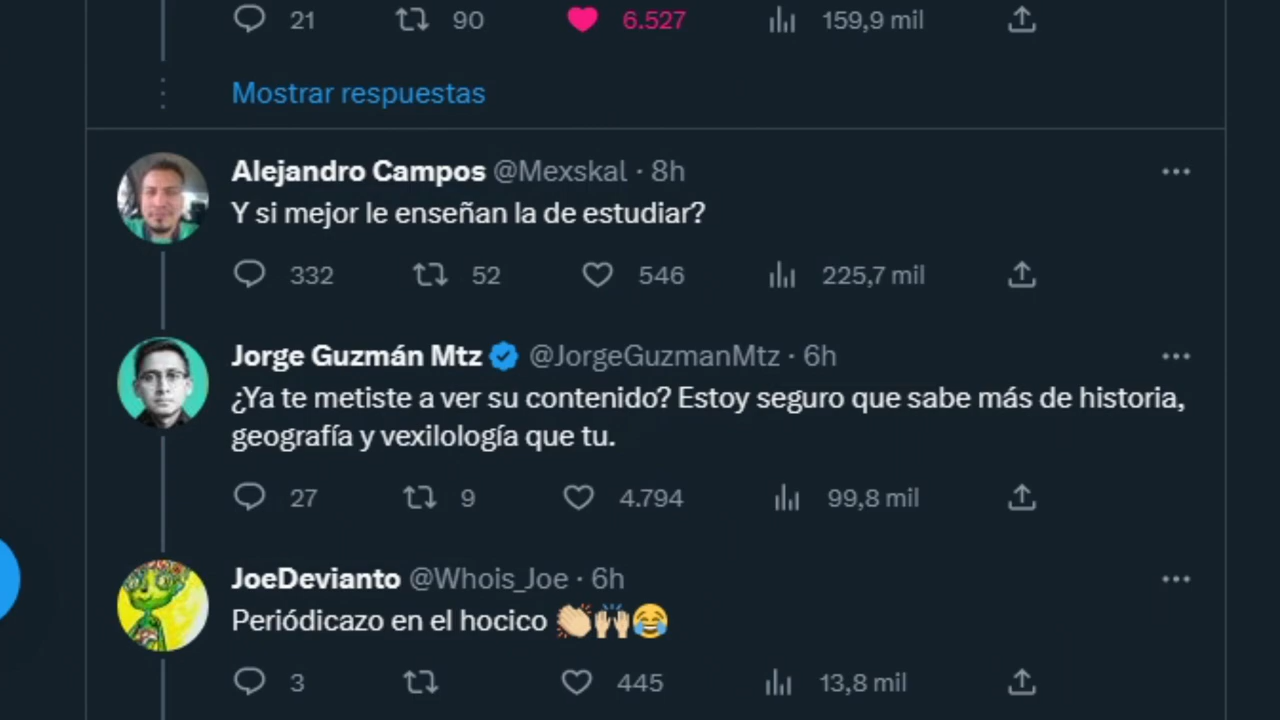 21 90 6.527 159,9 mil
Mostrar respuestas
Alejandro Campos @Mexskal · 8h
Y si mejor le enseñan la de estudiar?
332 52 546 225,7 mil
Jorge Guzmán Mtz @JorgeGuzmanMtz · 6h
¿Ya te metiste a ver su contenido? Estoy seguro que sabe más de historia,
geografía y vexilología que tu.
27 9 4.794 99,8 mil
JoeDevianto @Whois_Joe · 6h
Periódicazo en el hocico 👏🏼🙌🏼😂
3 445 13,8 mil